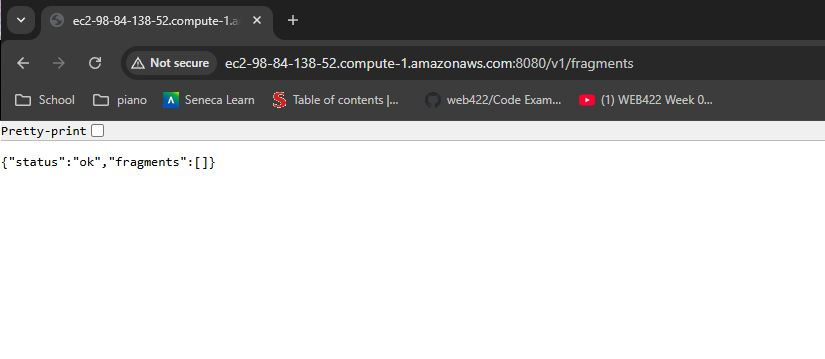 ec2-98-84-138-52.compute-1.a
Not secure ec2-98-84-138-52.compute-1.amazonaws.com:8080/v1/fragments
School piano Seneca Learn Table of contents |... web422/Code Exam... (1) WEB422 Week 0...
Pretty-print
{"status":"ok","fragments":[]}